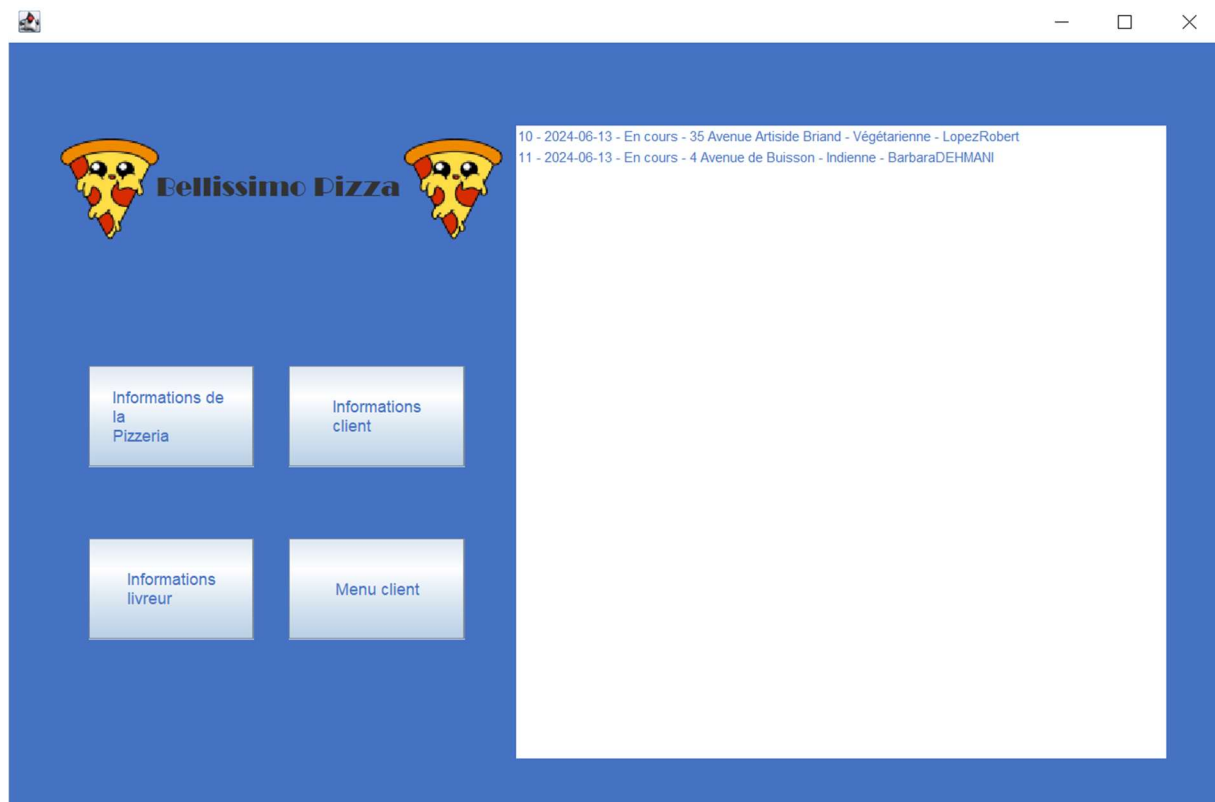 Bellissimo Pizza
10 - 2024-06-13 - En cours - 35 Avenue Artiside Briand - Végétarienne - LopezRobert
11 - 2024-06-13 - En cours - 4 Avenue de Buisson - Indienne - BarbaraDEHMANI
Informations de
la
Pizzeria
Informations
client
Informations
livreur
Menu client